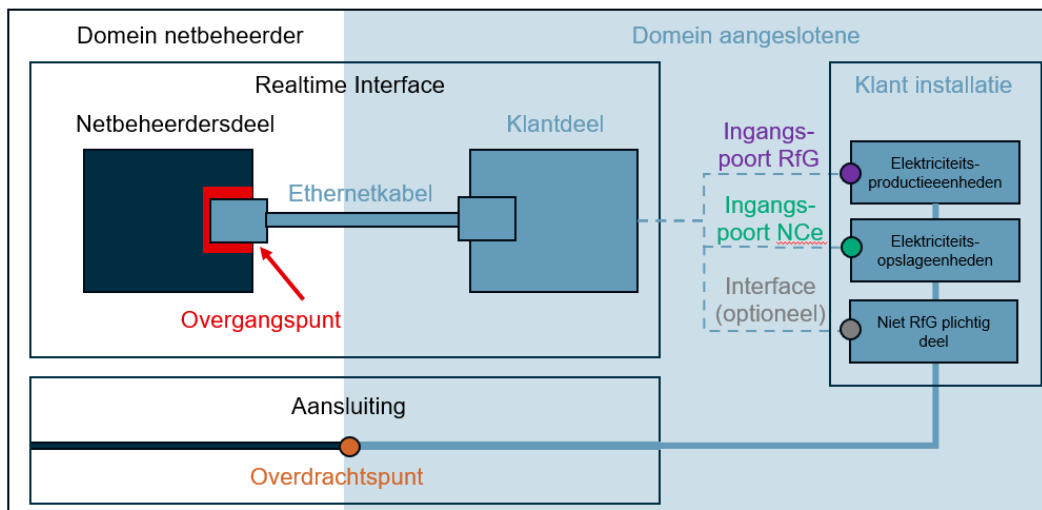 Domein netbeheerder
Domein aangeslotene
Realtime Interface
Klant installatie
Netbeheerdersdeel
Klantdeel
Ingangs-
poort RfG
Elektriciteits-
productieeenheden
Ethernetkabel
Ingangs-
poort NCe
Elektriciteits-
opslageenheden
Overgangspunt
Interface
(optioneel)
Niet RfG plichtig
deel
Aansluiting
Overdrachtspunt